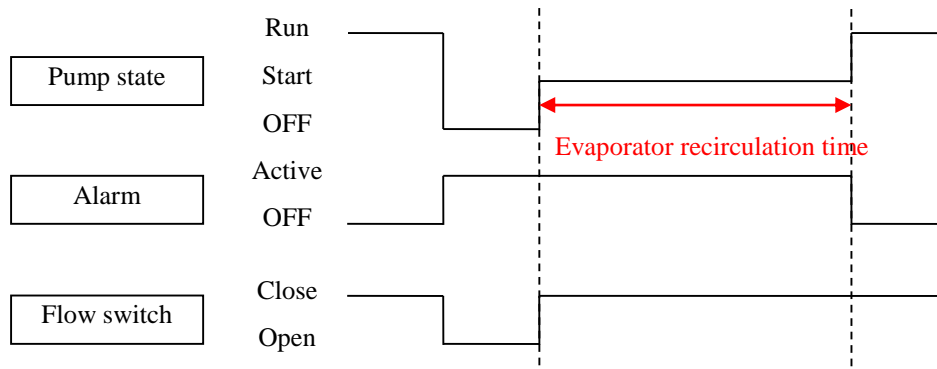 Run
Pump state
Start
OFF
Evaporator recirculation time
Active
Alarm
OFF
Close
Flow switch
Open